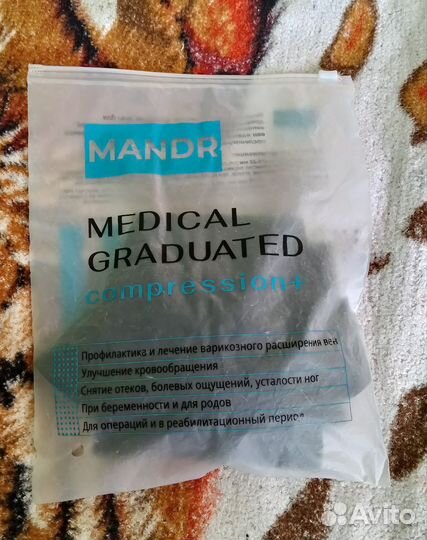 MANDR
MEDICAL
GRADUATED
compression+
Профилактика и лечение варикозного расширения вен
Улучшение кровообращения
Снятие отеков, болевых ощущений, усталости ног
При беременности и для родов
Для операций и в реабилитационный период
Avito